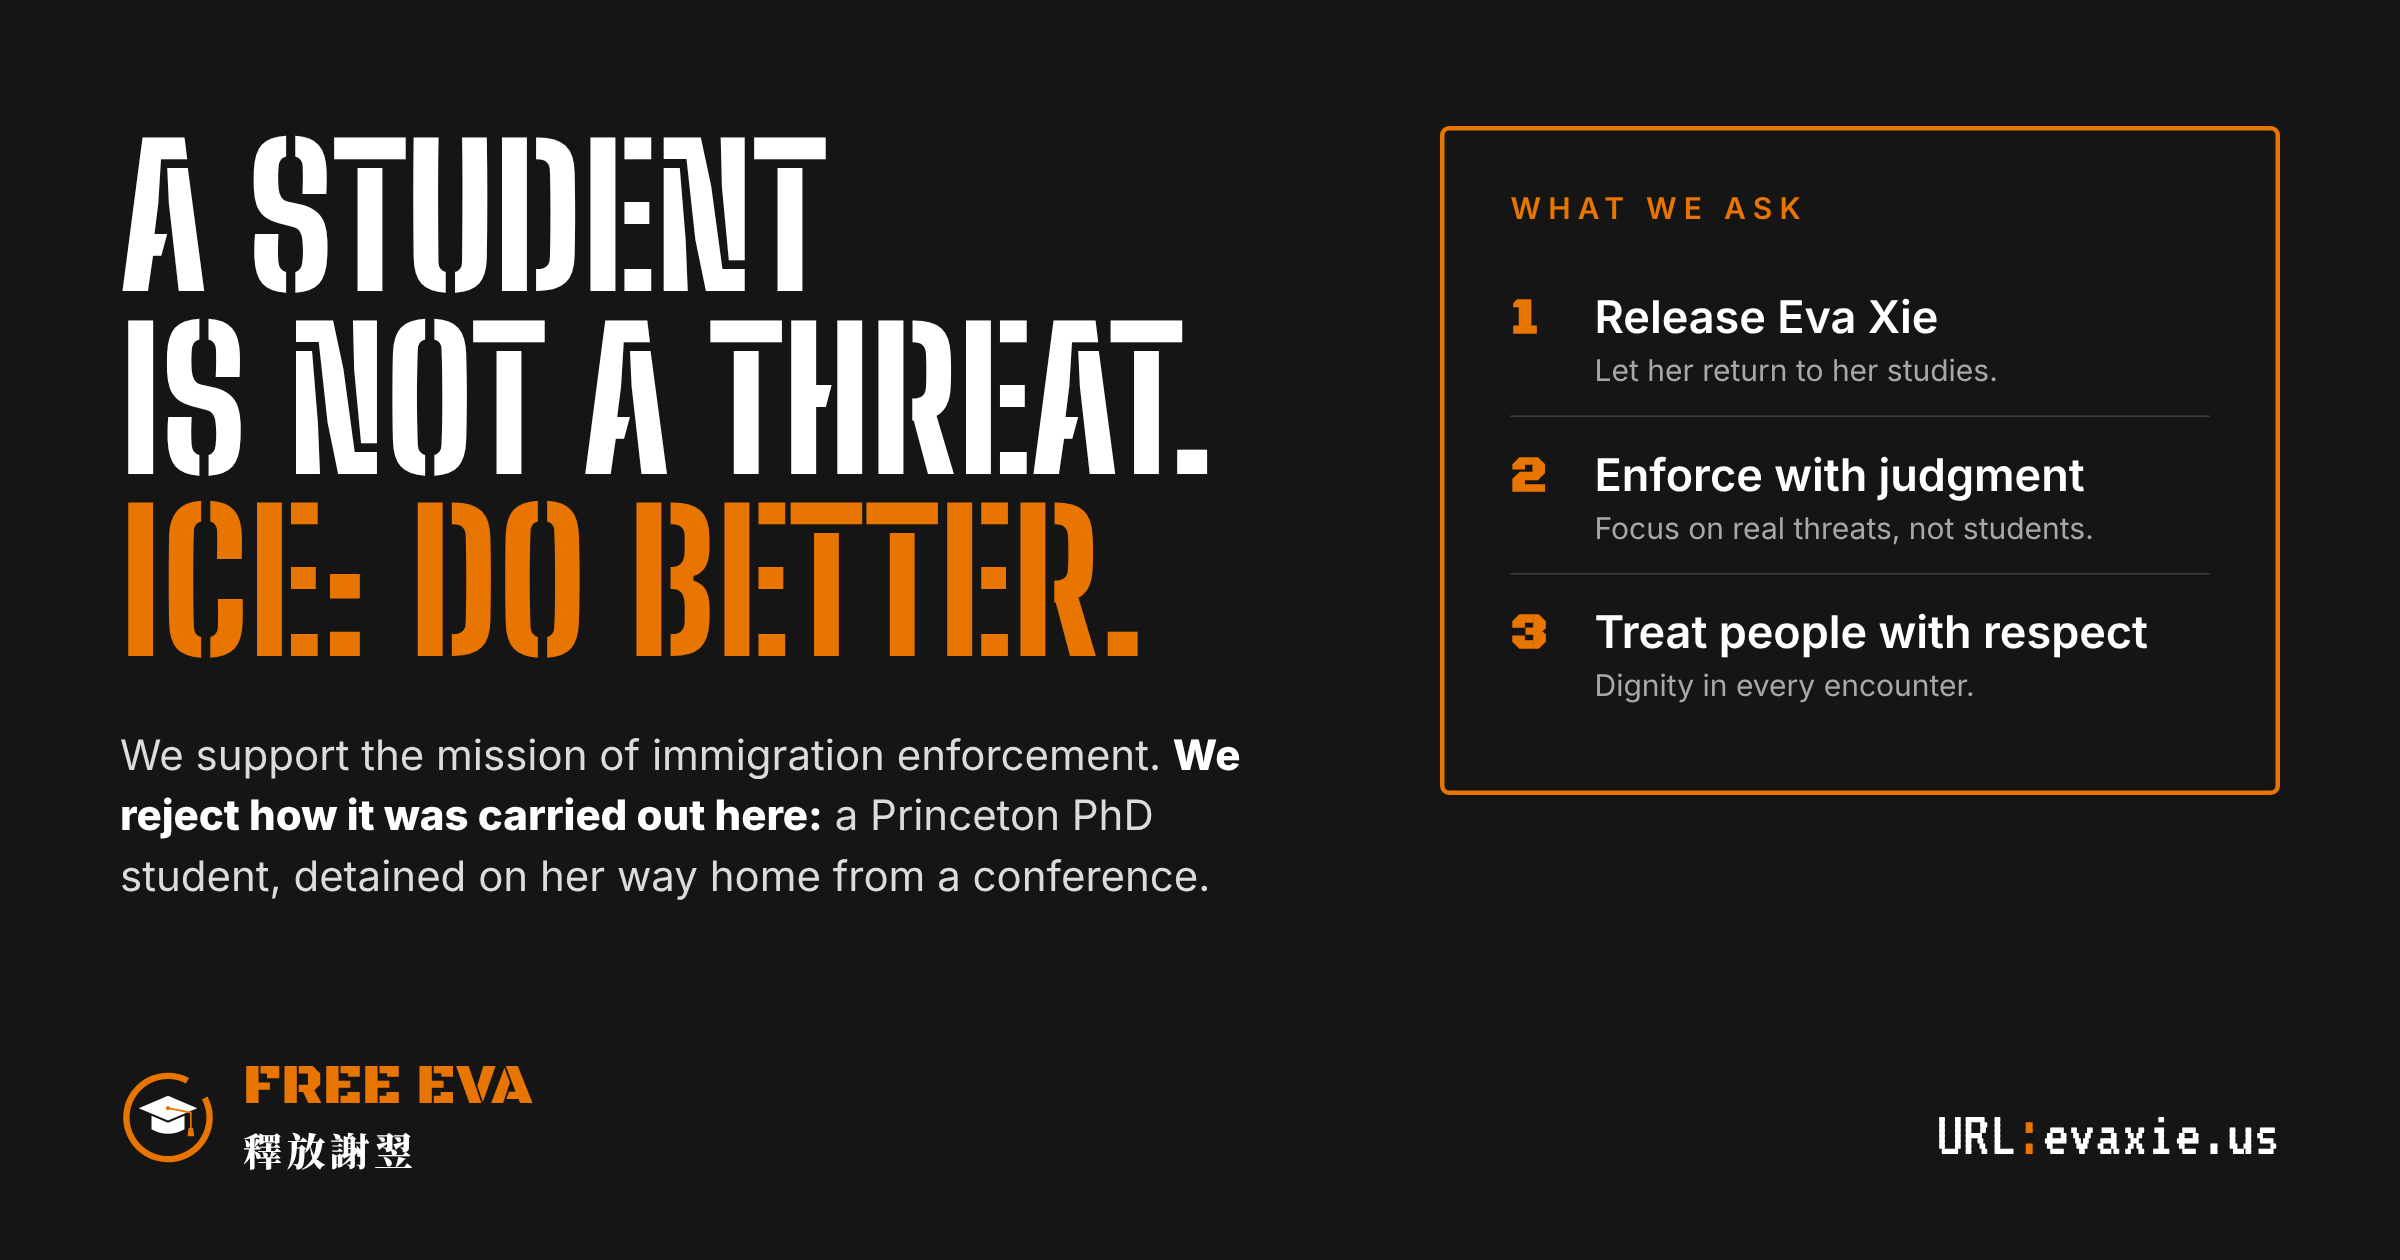 A STUDENT
IS NOT A THREAT.
ICE: DO BETTER.
We support the mission of immigration enforcement. We
reject how it was carried out here: a Princeton PhD
student, detained on her way home from a conference.
WHAT WE ASK
1 Release Eva Xie
Let her return to her studies.
2 Enforce with judgment
Focus on real threats, not students.
3 Treat people with respect
Dignity in every encounter.
FREE EVA
釋放謝翌
URL:evaxie.us